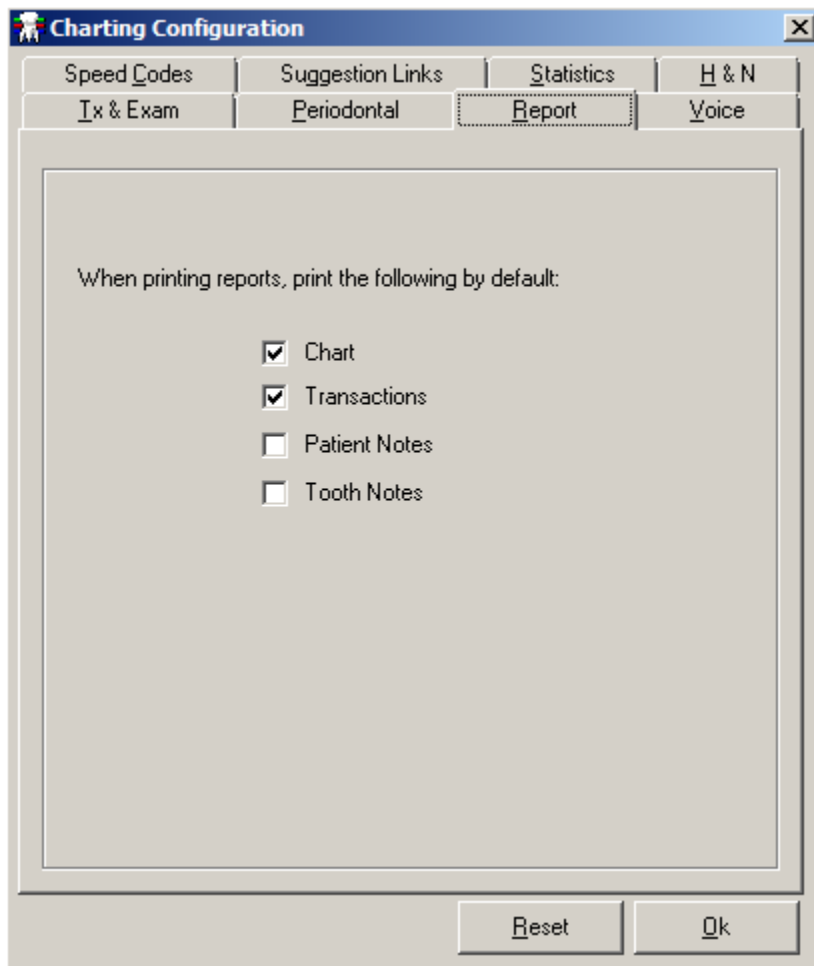 Charting Configuration
Speed Codes Suggestion Links Statistics H & N
Tx & Exam Periodontal Report Voice
When printing reports, print the following by default:
Chart
Transactions
Patient Notes
Tooth Notes
Reset Ok